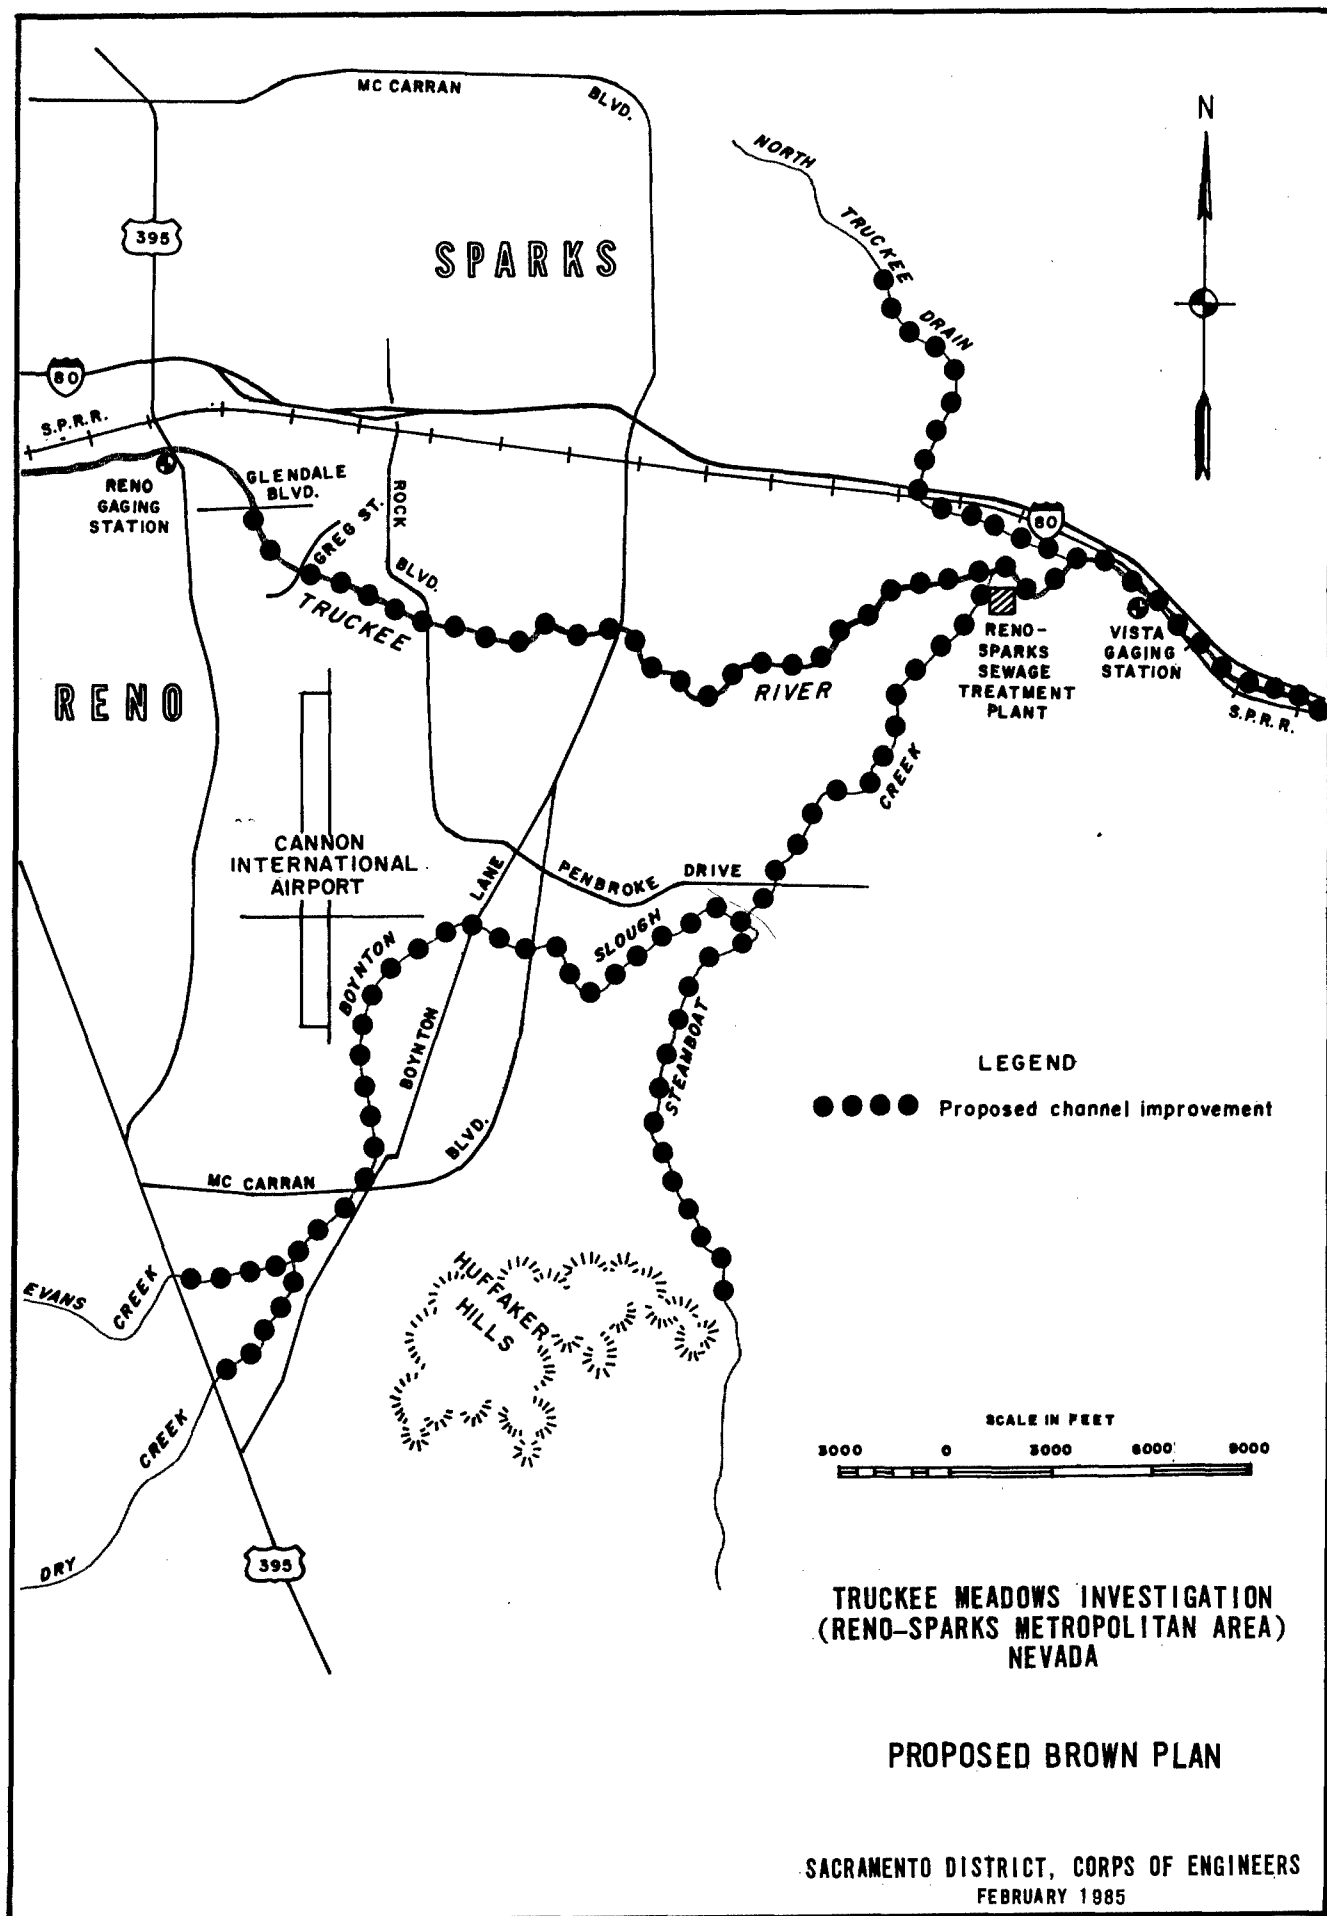 MC CARRAN
BLVD.
N
NORTH
TRUCKEE
DRAIN
395
SPARKS
80
S.P.R.R.
RENO
GAGING
STATION
GLENDALE
BLVD.
GREG ST.
ROCK
BLVD.
80
TRUCKEE
RIVER
RENO-
SPARKS
SEWAGE
TREATMENT
PLANT
VISTA
GAGING
STATION
S.P.R.R.
RENO
CREEK
CANNON
INTERNATIONAL
AIRPORT
LANE
PENBROKE DRIVE
BOYNTON
SLOUGH
BOYNTON
STEAMBOAT
LEGEND
Proposed channel improvement
BLVD.
MC CARRAN
EVANS
CREEK
HUFFAKER
HILLS
CREEK
DRY
395
SCALE IN FEET
3000 0 3000 6000 9000
TRUCKEE MEADOWS INVESTIGATION
(RENO-SPARKS METROPOLITAN AREA)
NEVADA
PROPOSED BROWN PLAN
SACRAMENTO DISTRICT, CORPS OF ENGINEERS
FEBRUARY 1985